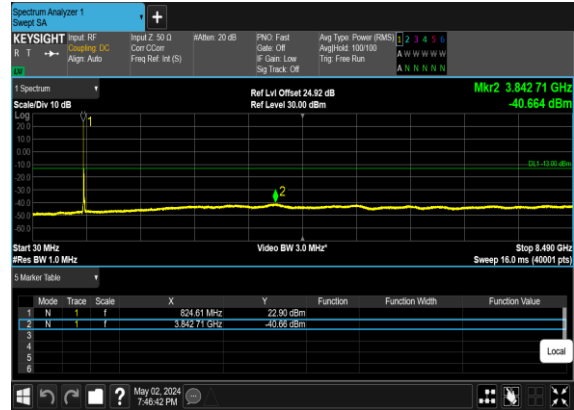 Spectrum Analyzer 1
Swept SA
+
KEYSIGHT
R T
LM
Input: RF
Coupling: DC
Align: Auto
Input Z: 50 Ω
Corr CCorr
Freq Ref: Int (S)
#Atten: 20 dB
PNO: Fast
Gate: Off
IF Gain: Low
Sig Track: Off
Avg Type: Power (RMS)
Avg|Hold: 100/100
Trig: Free Run
1 2 3 4 5 6
A W W W W W
A N N N N N
1 Spectrum
Scale/Div 10 dB
Ref Lvl Offset 24.92 dB
Ref Level 30.00 dBm
Mkr2 3.842 71 GHz
-40.664 dBm
Log
20.0
10.0
0.00
-10.0
-20.0
-30.0
-40.0
-50.0
-60.0
1
2
DL1 -13.00 dBm
Start 30 MHz
#Res BW 1.0 MHz
Video BW 3.0 MHz*
Stop 8.490 GHz
Sweep 16.0 ms (40001 pts)
5 Marker Table
Mode Trace Scale X Y Function Function Width Function Value
1 N 1 f 824.61 MHz 22.90 dBm
2 N 1 f 3.842 71 GHz -40.66 dBm
3
4
5
6
Local
?
May 02, 2024
7:46:42 PM